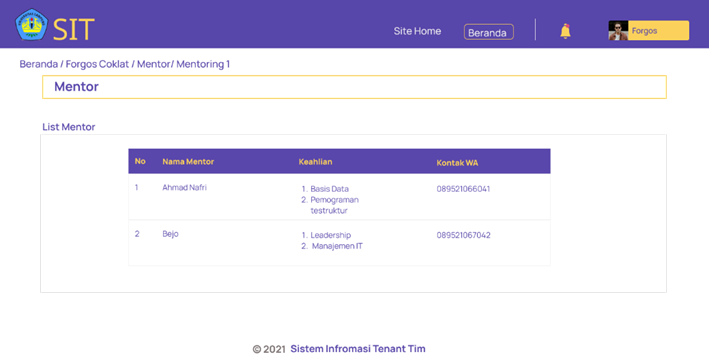 SIT
Site Home Beranda Forgos
Beranda / Forgos Coklat / Mentor/ Mentoring 1
Mentor
List Mentor
No Nama Mentor Keahlian Kontak WA
1 Ahmad Nafri 1. Basis Data 089521066041
2. Pemograman
testruktur
2 Bejo 1. Leadership 089521067042
2. Manajemen IT
© 2021 Sistem Infromasi Tenant Tim